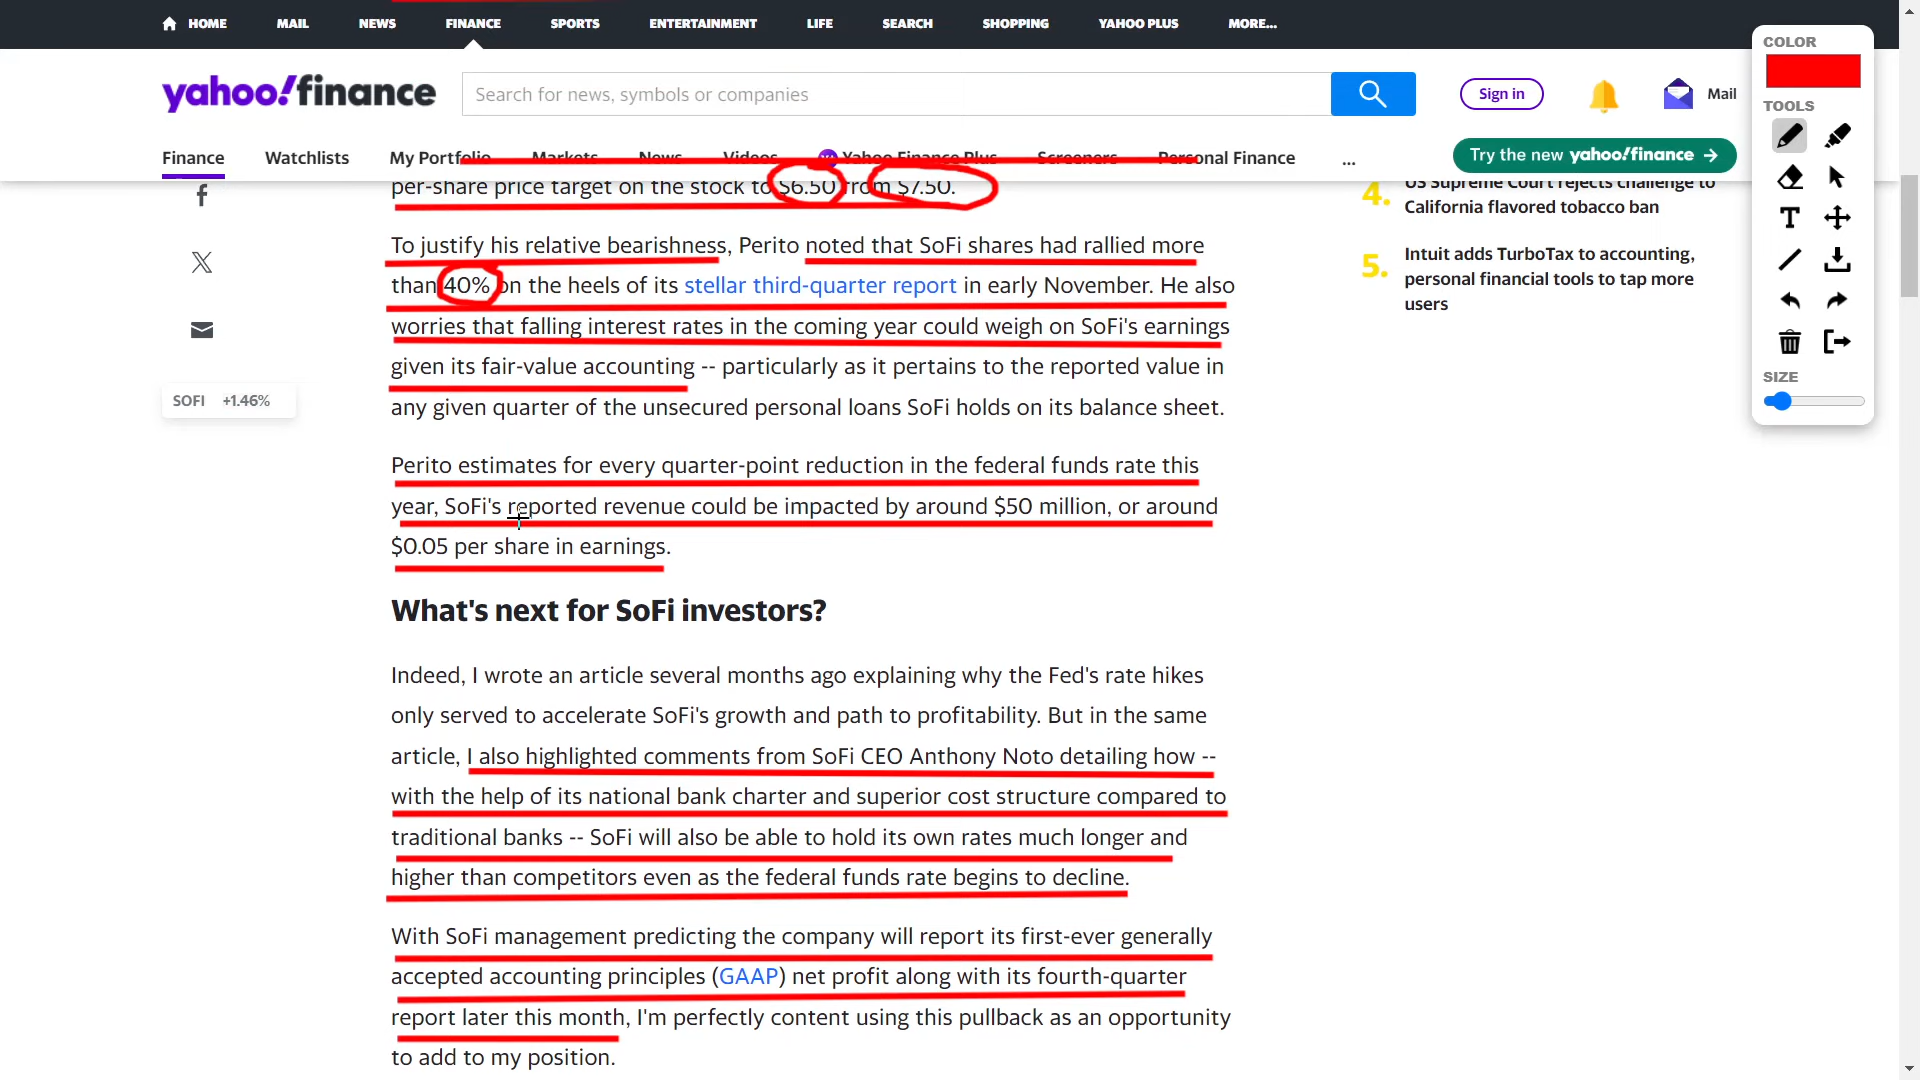 HOME MAIL NEWS FINANCE SPORTS ENTERTAINMENT LIFE SEARCH SHOPPING YAHOO PLUS MORE...
yahoo!finance
Search for news, symbols or companies
Sign in
Mail
Finance Watchlists My Portfolio Markets News Videos Yahoo Finance Plus Screeners Personal Finance ...
Try the new yahoo!finance →
per-share price target on the stock to $6.50 from $7.50.
To justify his relative bearishness, Perito noted that SoFi shares had rallied more
than 40% on the heels of its stellar third-quarter report in early November. He also
worries that falling interest rates in the coming year could weigh on SoFi's earnings
given its fair-value accounting -- particularly as it pertains to the reported value in
any given quarter of the unsecured personal loans SoFi holds on its balance sheet.
Perito estimates for every quarter-point reduction in the federal funds rate this
year, SoFi's reported revenue could be impacted by around $50 million, or around
$0.05 per share in earnings.
What's next for SoFi investors?
Indeed, I wrote an article several months ago explaining why the Fed's rate hikes
only served to accelerate SoFi's growth and path to profitability. But in the same
article, I also highlighted comments from SoFi CEO Anthony Noto detailing how --
with the help of its national bank charter and superior cost structure compared to
traditional banks -- SoFi will also be able to hold its own rates much longer and
higher than competitors even as the federal funds rate begins to decline.
With SoFi management predicting the company will report its first-ever generally
accepted accounting principles (GAAP) net profit along with its fourth-quarter
report later this month, I'm perfectly content using this pullback as an opportunity
to add to my position.
SOFI +1.46%
4. US Supreme Court rejects challenge to
California flavored tobacco ban
5. Intuit adds TurboTax to accounting,
personal financial tools to tap more
users
COLOR
TOOLS
T
SIZE